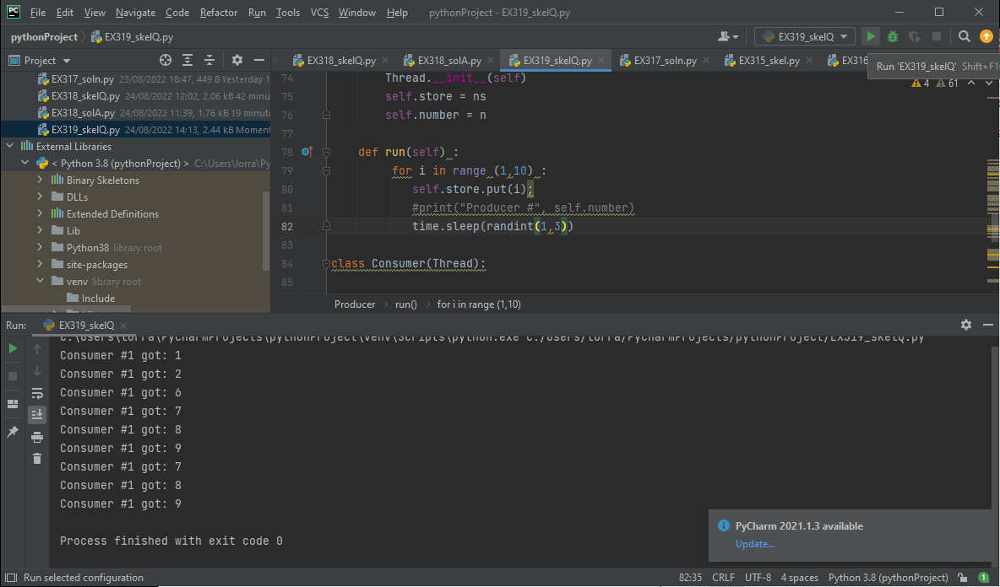 PC File Edit View Navigate Code Refactor Run Tools VCS Window Help pythonProject - EX319_skelQ.py
pythonProject EX319_skelQ.py EX319_skelQ
Project EX318_skelQ.py EX318_solA.py EX319_skelQ.py EX317_soln.py EX315_skel.py EX316
Run 'EX319_skelQ' Shift+F1
4 61
EX317_soln.py 23/08/2022 18:47, 449 B Yesterday 1
EX318_skelQ.py 24/08/2022 12:02, 2.06 kB 42 minu
EX318_solA.py 24/08/2022 11:39, 1.76 kB 19 minute
EX319_skelQ.py 24/08/2022 14:13, 2.44 kB Moment
External Libraries
< Python 3.8 (pythonProject) > C:\Users\lorra\Py
Binary Skeletons
DLLs
Extended Definitions
Lib
Python38 library root
site-packages
venv library root
Include
74 Thread.__init__(self)
75 self.store = ns
76 self.number = n
77
78 def run(self) :
79 for i in range (1,10) :
80 self.store.put(i);
81 #print("Producer #", self.number)
82 time.sleep(randint(1,3))
83
84 class Consumer(Thread):
85
Producer run() for i in range (1,10)
Run: EX319_skelQ
C:\Users\lorra\PycharmProjects\pythonProject\venv\Scripts\python.exe C:/Users/lorra/PycharmProjects/pythonProject/EX319_skelQ.py
Consumer #1 got: 1
Consumer #1 got: 2
Consumer #1 got: 6
Consumer #1 got: 7
Consumer #1 got: 8
Consumer #1 got: 9
Consumer #1 got: 7
Consumer #1 got: 8
Consumer #1 got: 9
Process finished with exit code 0
PyCharm 2021.1.3 available
Update...
Run selected configuration 82:35 CRLF UTF-8 4 spaces Python 3.8 (pythonProject) 1